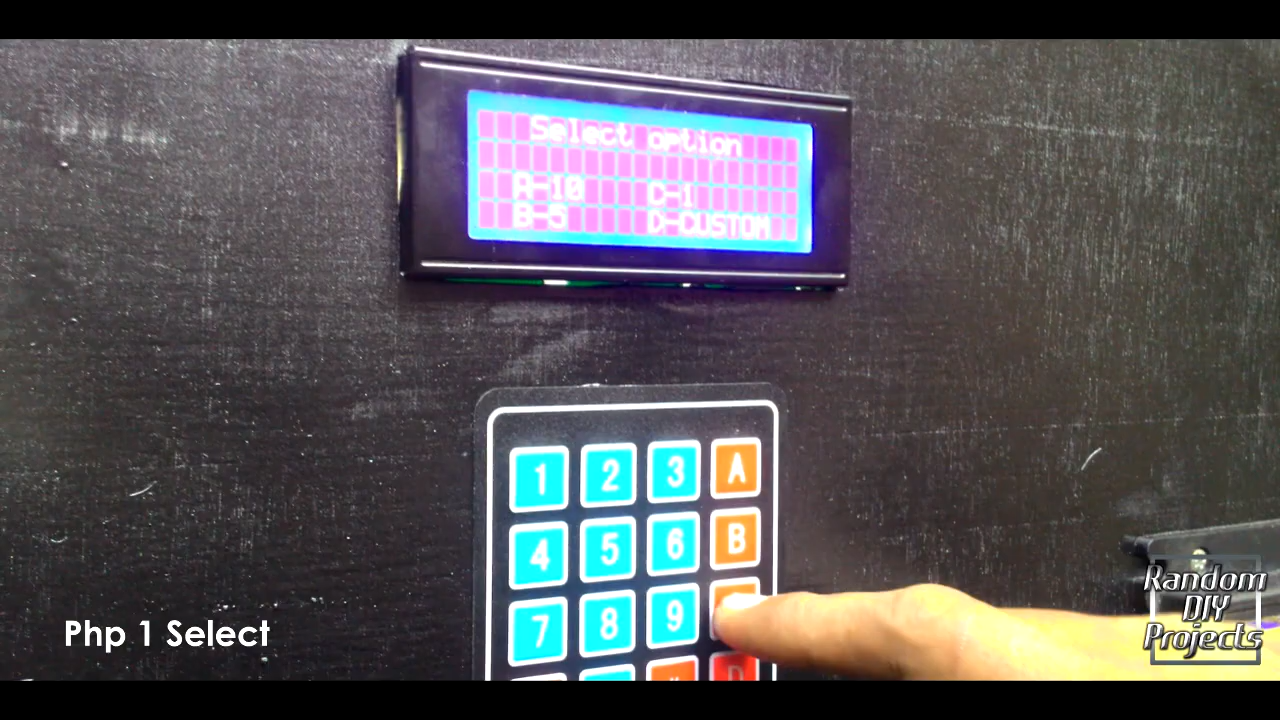 Select option
A-10 C-1
B-5 D-CUSTOM
1 2 3 A
4 5 6 B
7 8 9
D
Php 1 Select
Random
DIY
Projects